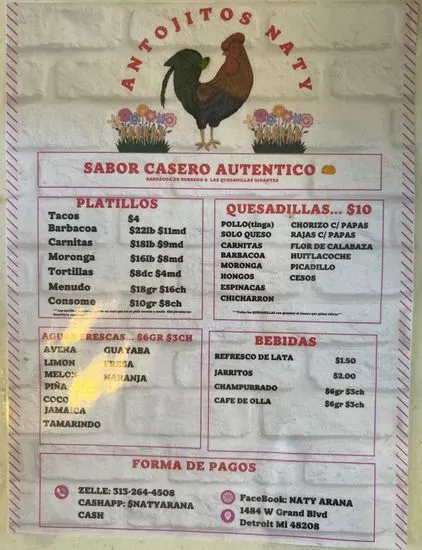 ANTOJITOS NATY
SABOR CASERO AUTENTICO
BARBACOA DE BORREGO & LAS QUESADILLAS GIGANTES
PLATILLOS
Tacos $4
Barbacoa $22lb $11md
Carnitas $18lb $9md
Moronga $16lb $8md
Tortillas $8dc $4md
Menudo $18gr $16ch
Consome $10gr $8ch
QUESADILLAS... $10
POLLO(tinga) CHORIZO C/ PAPAS
SOLO QUESO RAJAS C/ PAPAS
CARNITAS FLOR DE CALABAZA
BARBACOA HUITLACOCHE
MORONGA PICADILLO
HONGOS CESOS
ESPINACAS
CHICHARRON
AGUAS FRESCAS... $6GR $3CH
AVENA GUAYABA
LIMON FRESA
MELON NARANJA
PIÑA
COCO
JAMAICA
TAMARINDO
BEBIDAS
REFRESCO DE LATA $1.50
JARRITOS $2.00
CHAMPURRADO $6gr $3ch
CAFE DE OLLA $6gr $3ch
FORMA DE PAGOS
ZELLE: 313-264-4508
CASHAPP: $NATYARANA
CASH
FaceBook: NATY ARANA
1484 W Grand Blvd
Detroit Mi 48208